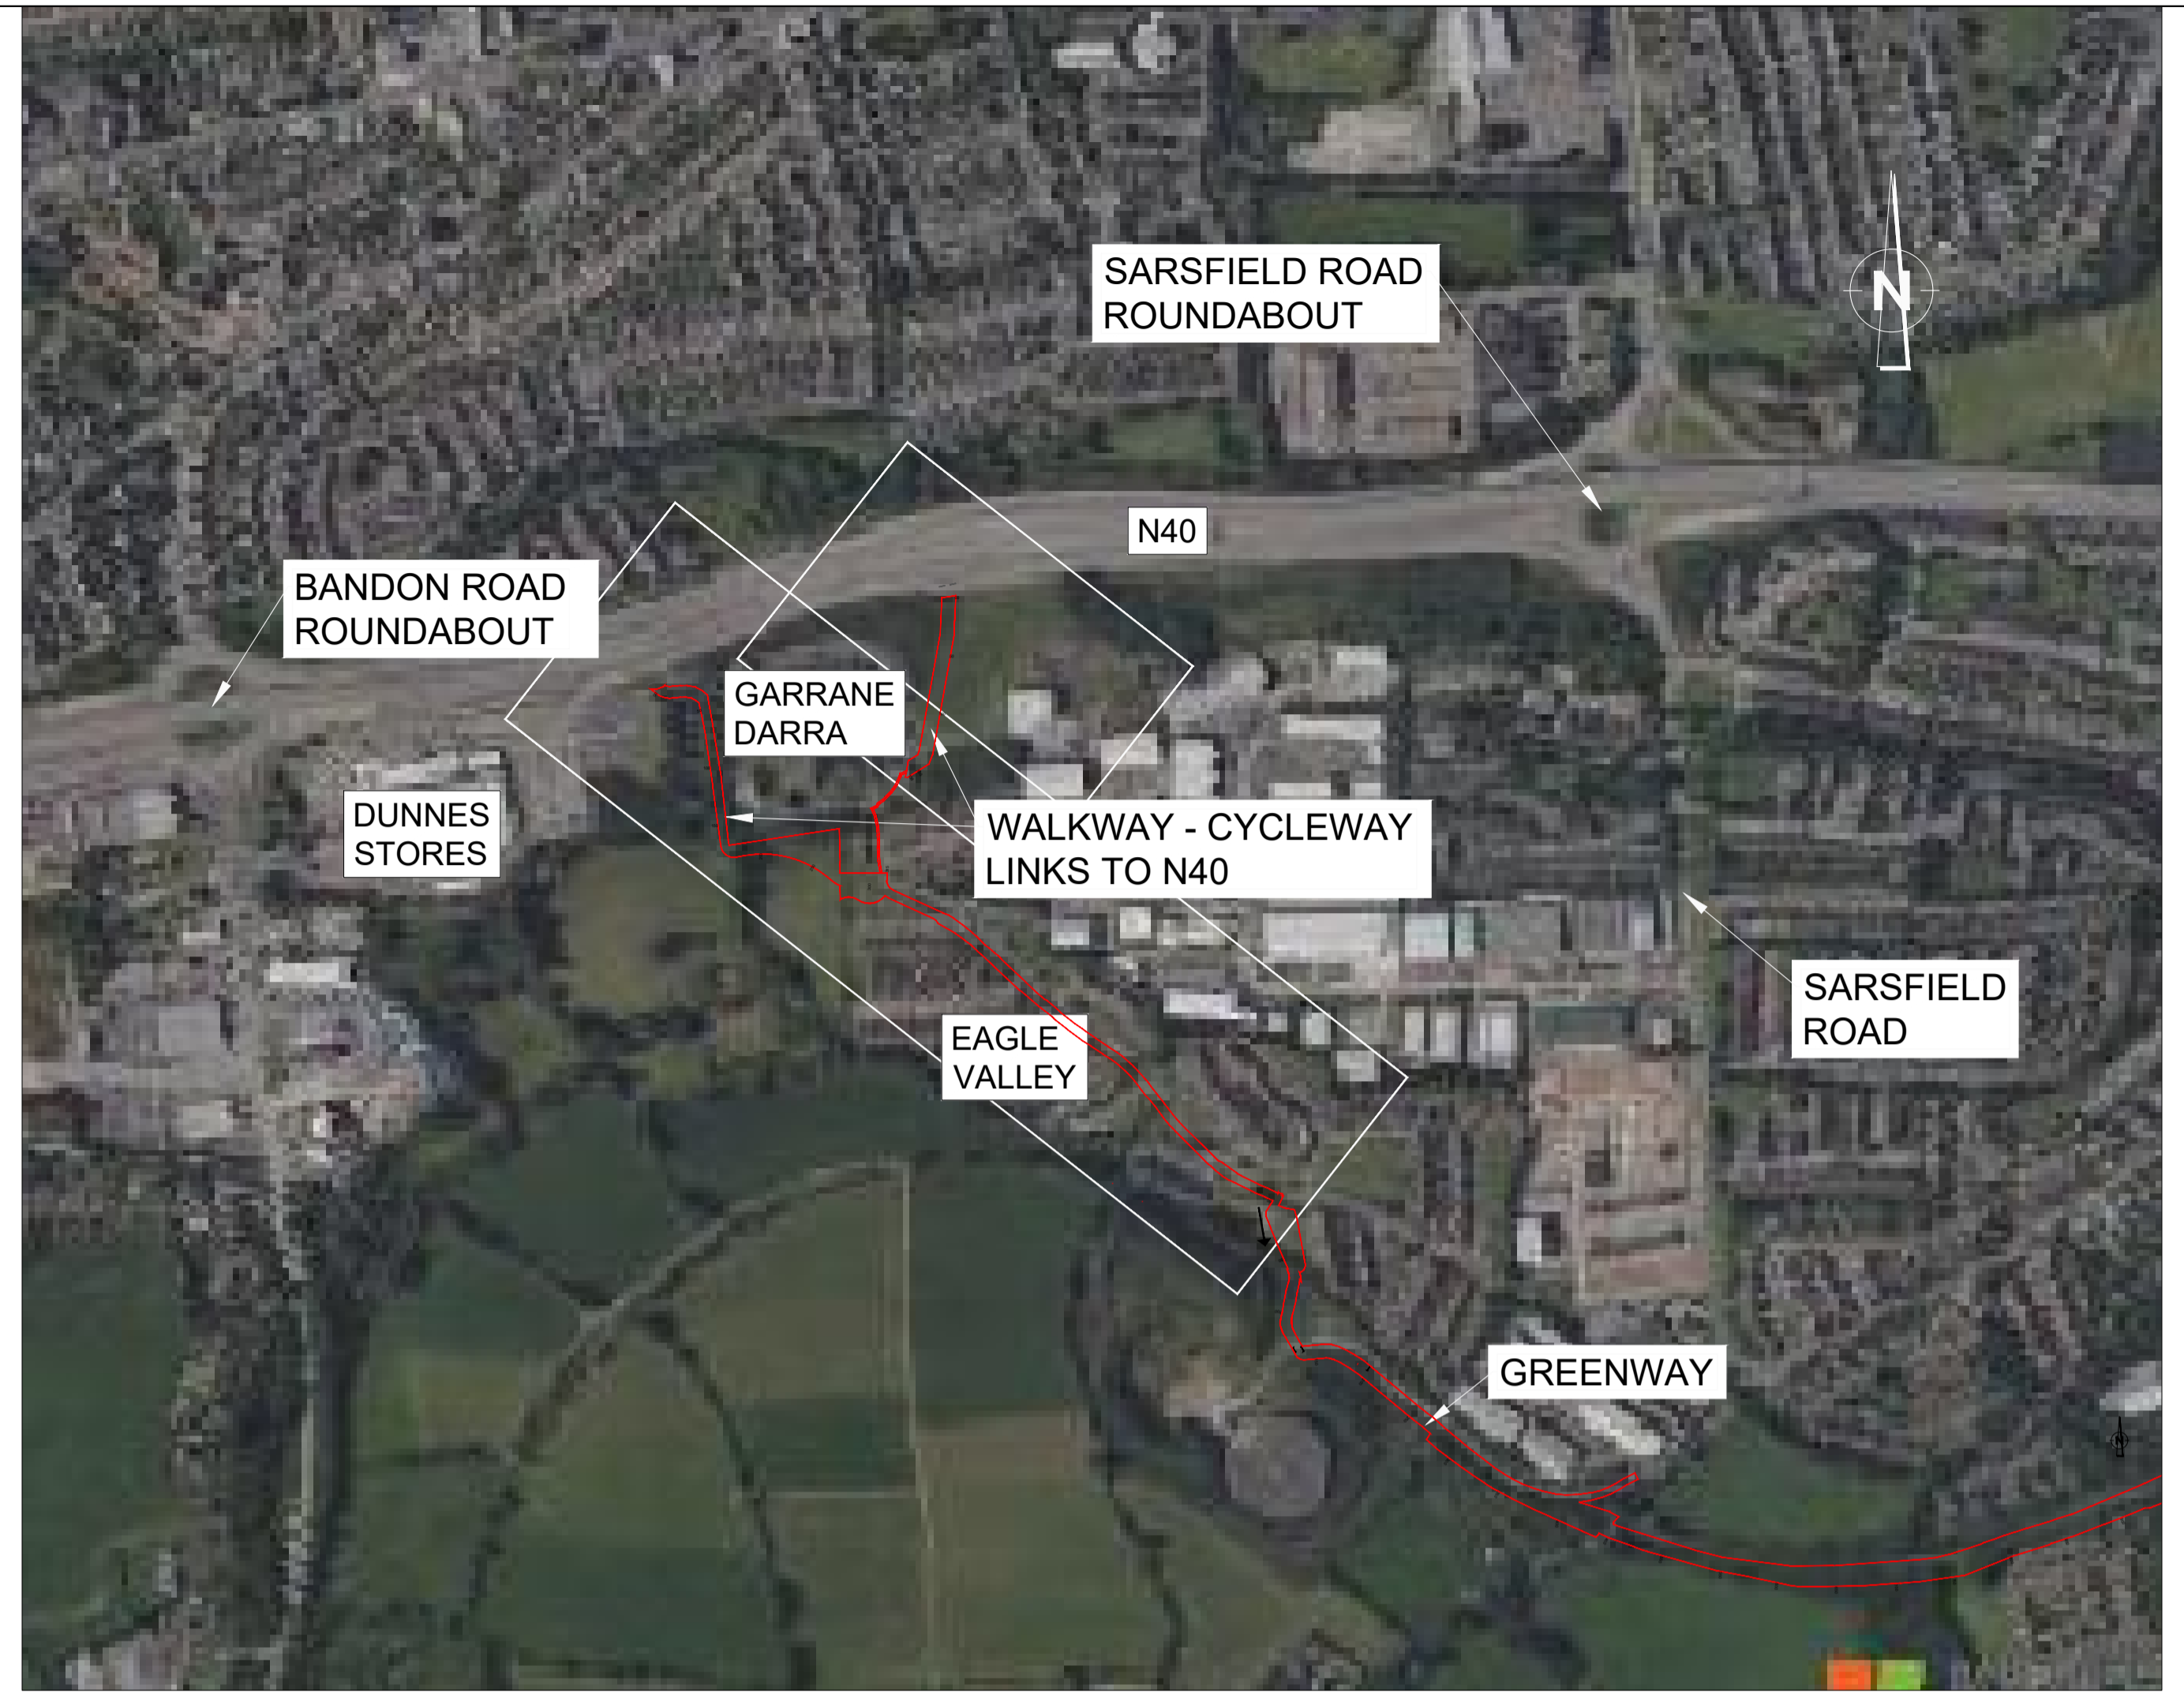 SARSFIELD ROAD
ROUNDABOUT
N
N40
BANDON ROAD
ROUNDABOUT
GARRANE
DARRA
DUNNES
STORES
WALKWAY - CYCLEWAY
LINKS TO N40
SARSFIELD
ROAD
EAGLE
VALLEY
GREENWAY
N